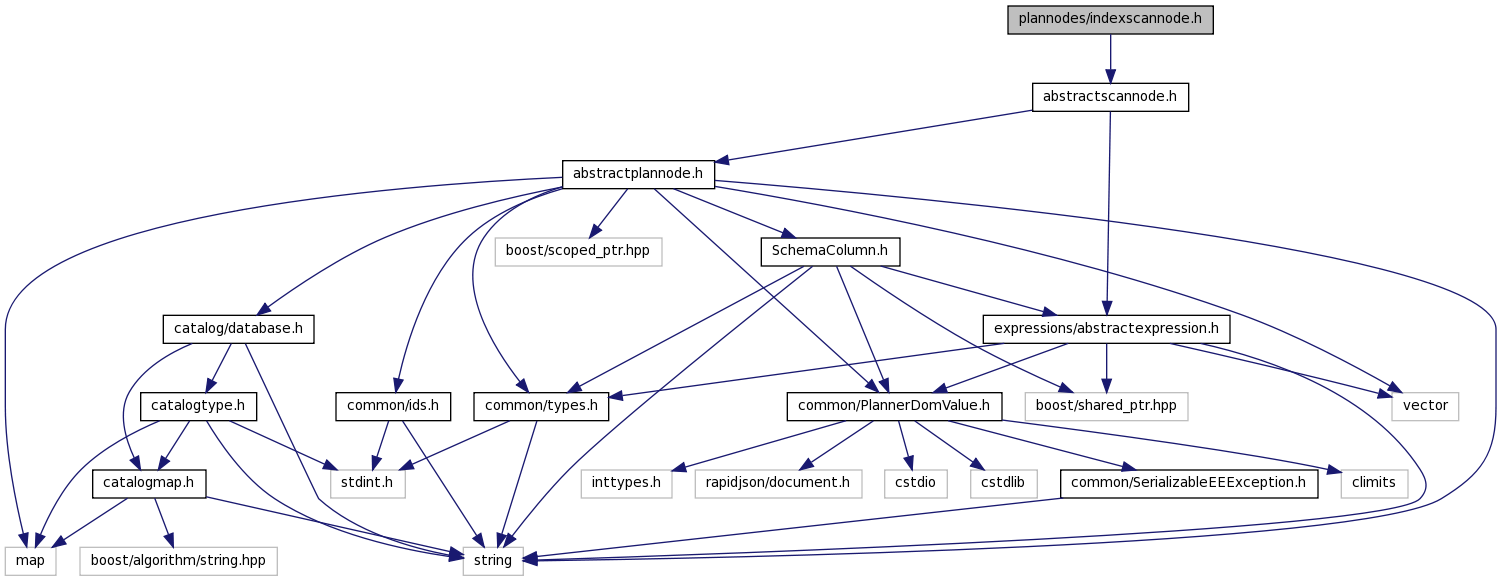 plannodes/indexscannode.h
abstractscannode.h
abstractplannode.h
boost/scoped_ptr.hpp
SchemaColumn.h
catalog/database.h
expressions/abstractexpression.h
catalogtype.h
common/ids.h
common/types.h
common/PlannerDomValue.h
boost/shared_ptr.hpp
vector
catalogmap.h
stdint.h
inttypes.h
rapidjson/document.h
cstdio
cstdlib
common/SerializableEEException.h
climits
map
boost/algorithm/string.hpp
string